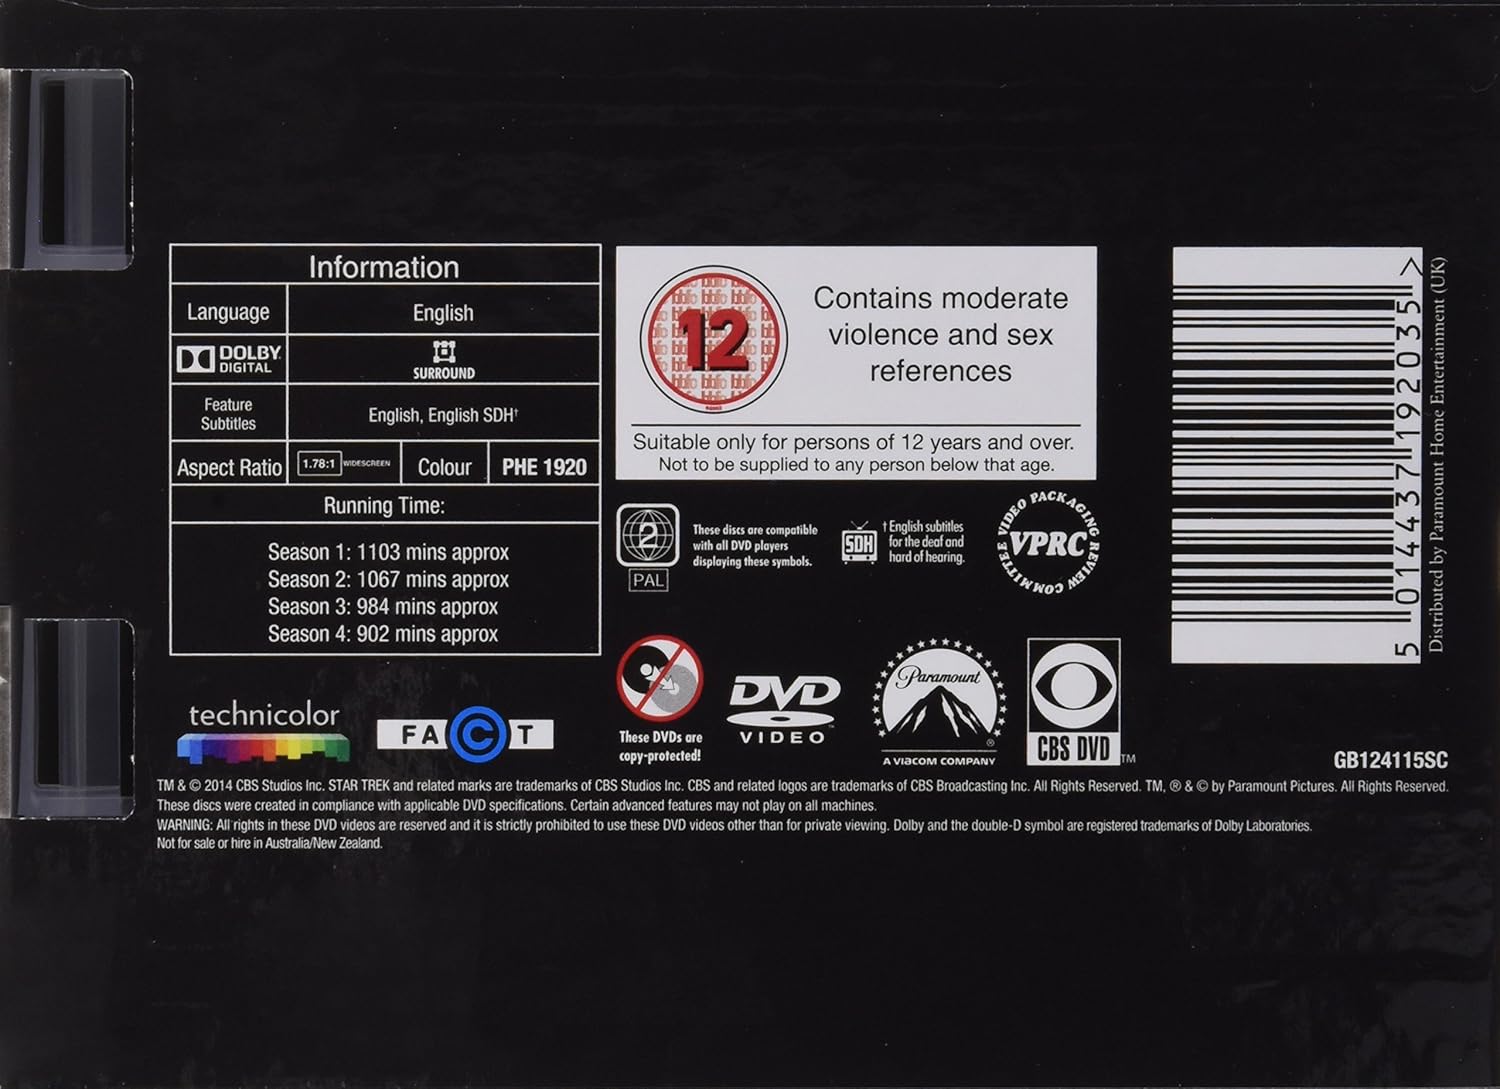 Information
Language English
DOLBY DIGITAL SURROUND
Feature Subtitles English, English SDH†
Aspect Ratio 1.78:1 WIDESCREEN Colour PHE 1920
Running Time:
Season 1: 1103 mins approx
Season 2: 1067 mins approx
Season 3: 984 mins approx
Season 4: 902 mins approx
12
Contains moderate
violence and sex
references
Suitable only for persons of 12 years and over.
Not to be supplied to any person below that age.
2
PAL
These discs are compatible
with all DVD players
displaying these symbols.
SDH
† English subtitles
for the deaf and
hard of hearing.
VIDEO PACKAGING REVIEW COMMITTEE
VPRC
5 014437 192035 >
Distributed by Paramount Home Entertainment (UK)
technicolor
FACT
These DVDs are
copy-protected!
DVD
VIDEO
Paramount
®
A VIACOM COMPANY
CBS DVD TM
GB124115SC
TM & © 2014 CBS Studios Inc. STAR TREK and related marks are trademarks of CBS Studios Inc. CBS and related logos are trademarks of CBS Broadcasting Inc. All Rights Reserved. TM, ® & © by Paramount Pictures. All Rights Reserved.
These discs were created in compliance with applicable DVD specifications. Certain advanced features may not play on all machines.
WARNING: All rights in these DVD videos are reserved and it is strictly prohibited to use these DVD videos other than for private viewing. Dolby and the double-D symbol are registered trademarks of Dolby Laboratories.
Not for sale or hire in Australia/New Zealand.